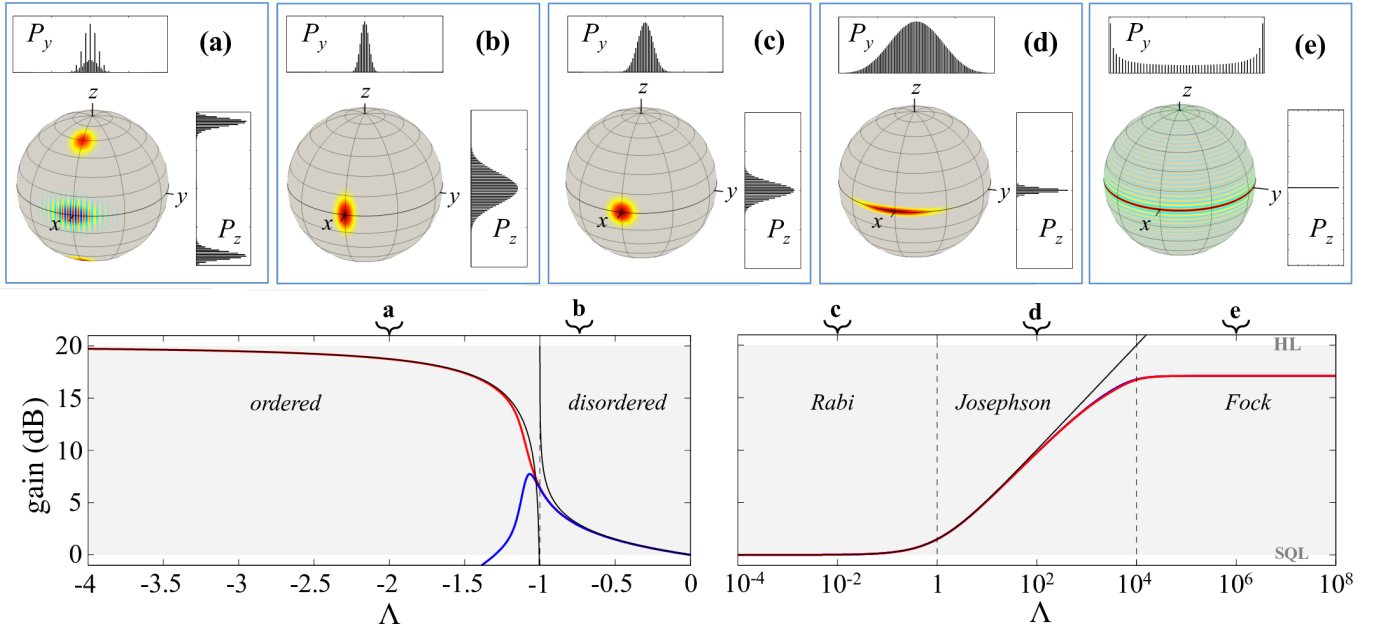 P_y (a)
z
y
x
P_z
P_y (b)
z
y
x
P_z
P_y (c)
z
y
x
P_z
P_y (d)
z
y
x
P_z
P_y (e)
z
y
x
P_z
a b
gain (dB)
20
15
10
5
0
ordered disordered
-4 -3.5 -3 -2.5 -2 -1.5 -1 -0.5 0
Λ
c d e
HL
Rabi Josephson Fock
SQL
10^-4 10^-2 1 10^2 10^4 10^6 10^8
Λ